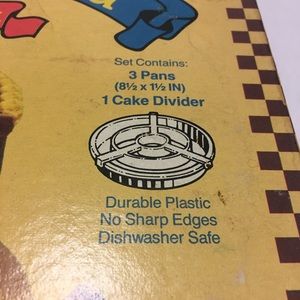 Set Contains:
3 Pans
(8½ x 1½ IN)
1 Cake Divider
Durable Plastic
No Sharp Edges
Dishwasher Safe